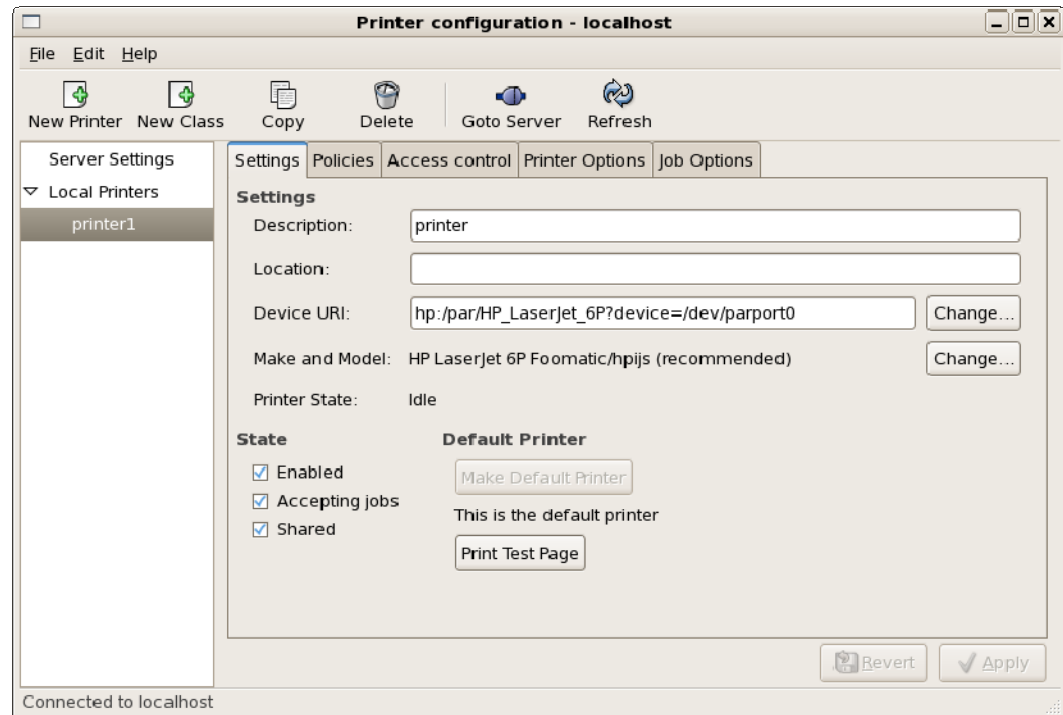 Printer configuration - localhost
File Edit Help
New Printer New Class Copy Delete Goto Server Refresh
Server Settings
Local Printers
printer1
Settings Policies Access control Printer Options Job Options
Settings
Description: printer
Location:
Device URI: hp:/par/HP_LaserJet_6P?device=/dev/parport0 Change...
Make and Model: HP LaserJet 6P Foomatic/hpijs (recommended) Change...
Printer State: Idle
State Default Printer
Enabled Make Default Printer
Accepting jobs This is the default printer
Shared Print Test Page
Revert Apply
Connected to localhost